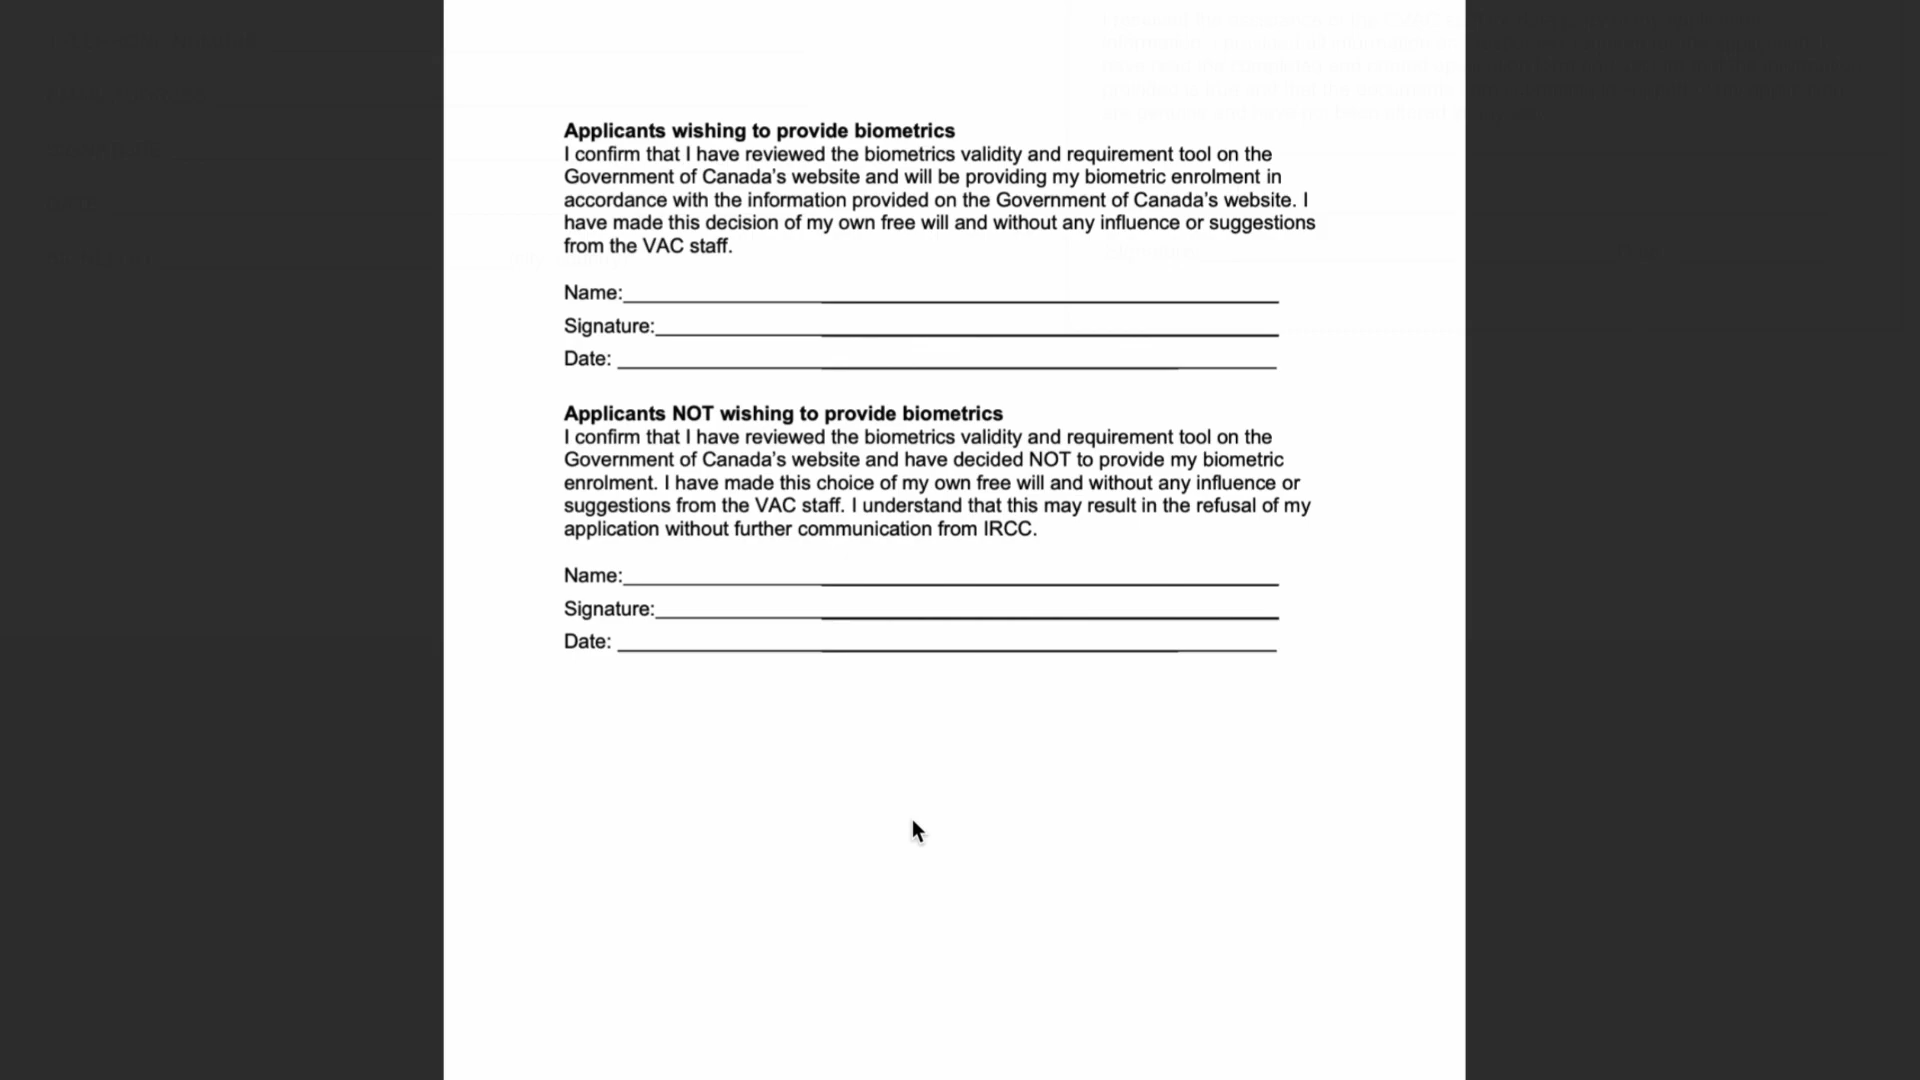 Applicants wishing to provide biometrics
I confirm that I have reviewed the biometrics validity and requirement tool on the
Government of Canada's website and will be providing my biometric enrolment in
accordance with the information provided on the Government of Canada's website. I
have made this decision of my own free will and without any influence or suggestions
from the VAC staff.
Name:
Signature:
Date:
Applicants NOT wishing to provide biometrics
I confirm that I have reviewed the biometrics validity and requirement tool on the
Government of Canada's website and have decided NOT to provide my biometric
enrolment. I have made this choice of my own free will and without any influence or
suggestions from the VAC staff. I understand that this may result in the refusal of my
application without further communication from IRCC.
Name:
Signature:
Date: